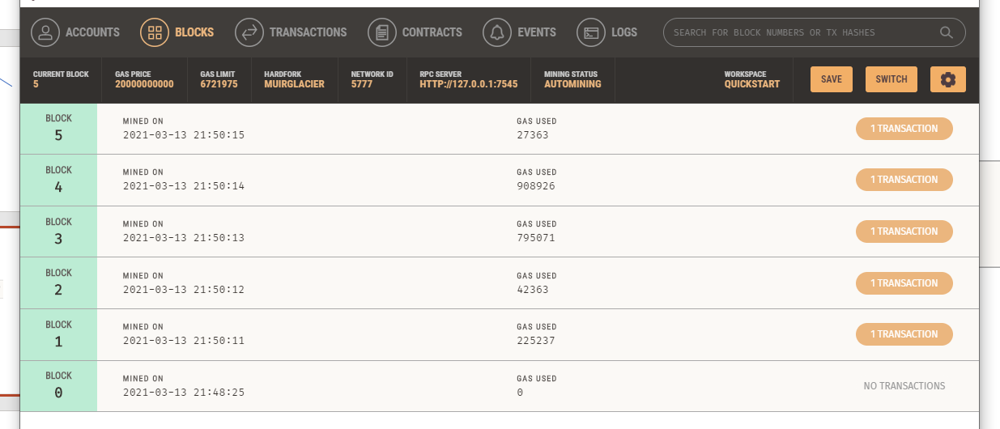 ACCOUNTS BLOCKS TRANSACTIONS CONTRACTS EVENTS LOGS SEARCH FOR BLOCK NUMBERS OR TX HASHES
CURRENT BLOCK GAS PRICE GAS LIMIT HARDFORK NETWORK ID RPC SERVER MINING STATUS WORKSPACE
5 20000000000 6721975 MUIRGLACIER 5777 HTTP://127.0.0.1:7545 AUTOMINING QUICKSTART
SAVE SWITCH
BLOCK MINED ON GAS USED
5 2021-03-13 21:50:15 27363 1 TRANSACTION
BLOCK MINED ON GAS USED
4 2021-03-13 21:50:14 908926 1 TRANSACTION
BLOCK MINED ON GAS USED
3 2021-03-13 21:50:13 795071 1 TRANSACTION
BLOCK MINED ON GAS USED
2 2021-03-13 21:50:12 42363 1 TRANSACTION
BLOCK MINED ON GAS USED
1 2021-03-13 21:50:11 225237 1 TRANSACTION
BLOCK MINED ON GAS USED
0 2021-03-13 21:48:25 0 NO TRANSACTIONS